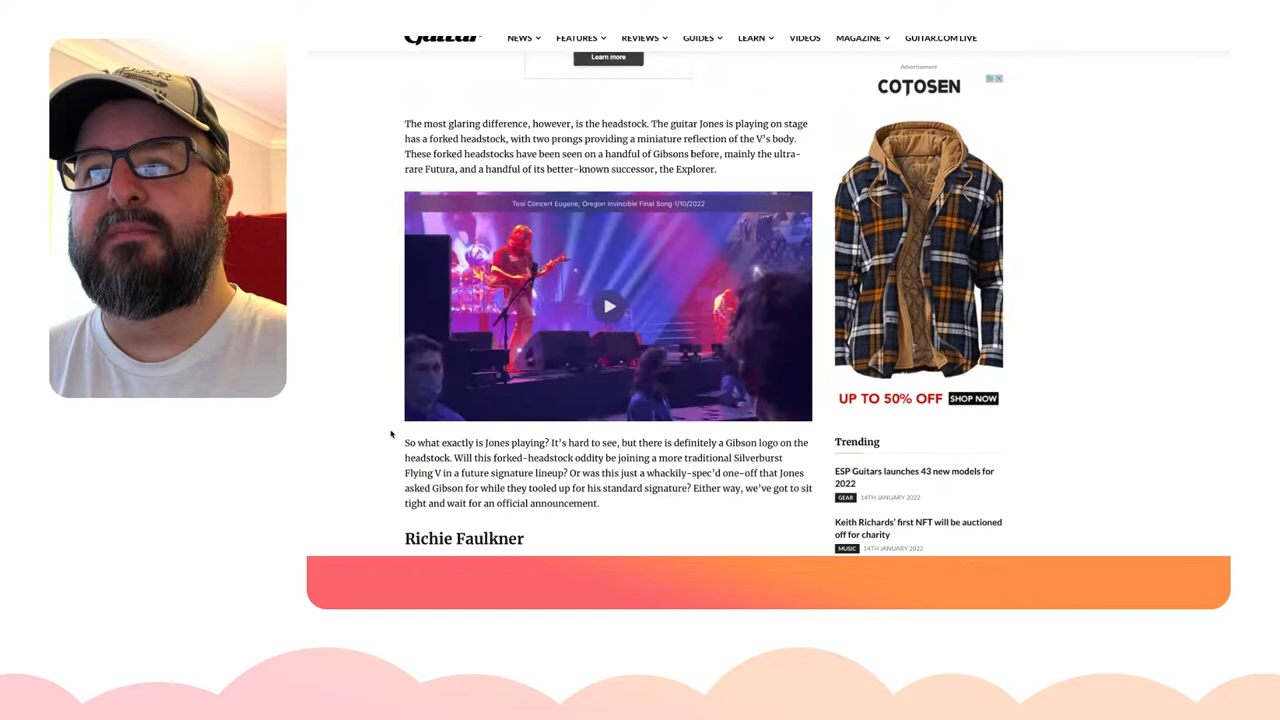 Guitar
NEWS FEATURES REVIEWS GUIDES LEARN VIDEOS MAGAZINE GUITAR.COM LIVE
Learn more
The most glaring difference, however, is the headstock. The guitar Jones is playing on stage
has a forked headstock, with two prongs providing a miniature reflection of the V's body.
These forked headstocks have been seen on a handful of Gibsons before, mainly the ultra-
rare Futura, and a handful of its better-known successor, the Explorer.
Tool Concert Eugene, Oregon Invincible Final Song 1/10/2022
So what exactly is Jones playing? It's hard to see, but there is definitely a Gibson logo on the
headstock. Will this forked-headstock oddity be joining a more traditional Silverburst
Flying V in a future signature lineup? Or was this just a whackily-spec'd one-off that Jones
asked Gibson for while they tooled up for his standard signature? Either way, we've got to sit
tight and wait for an official announcement.
Richie Faulkner
Advertisement
COTOSEN
UP TO 50% OFF SHOP NOW
Trending
ESP Guitars launches 43 new models for
2022
GEAR 14TH JANUARY 2022
Keith Richards' first NFT will be auctioned
off for charity
MUSIC 14TH JANUARY 2022